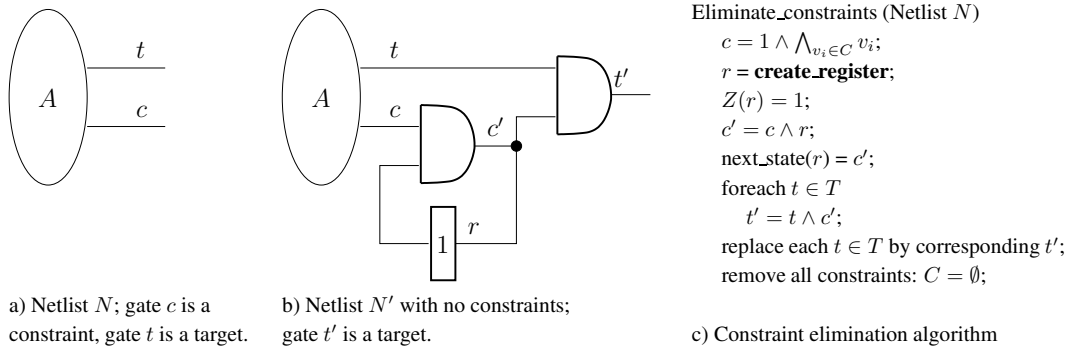 A
t
c
a) Netlist N; gate c is a
constraint, gate t is a target.
A
t
c
c′
t′
1
r
b) Netlist N′ with no constraints;
gate t′ is a target.
Eliminate_constraints (Netlist N)
c = 1 ∧ ⋀_{v_i∈C} v_i;
r = create_register;
Z(r) = 1;
c′ = c ∧ r;
next_state(r) = c′;
foreach t ∈ T
t′ = t ∧ c′;
replace each t ∈ T by corresponding t′;
remove all constraints: C = ∅;
c) Constraint elimination algorithm